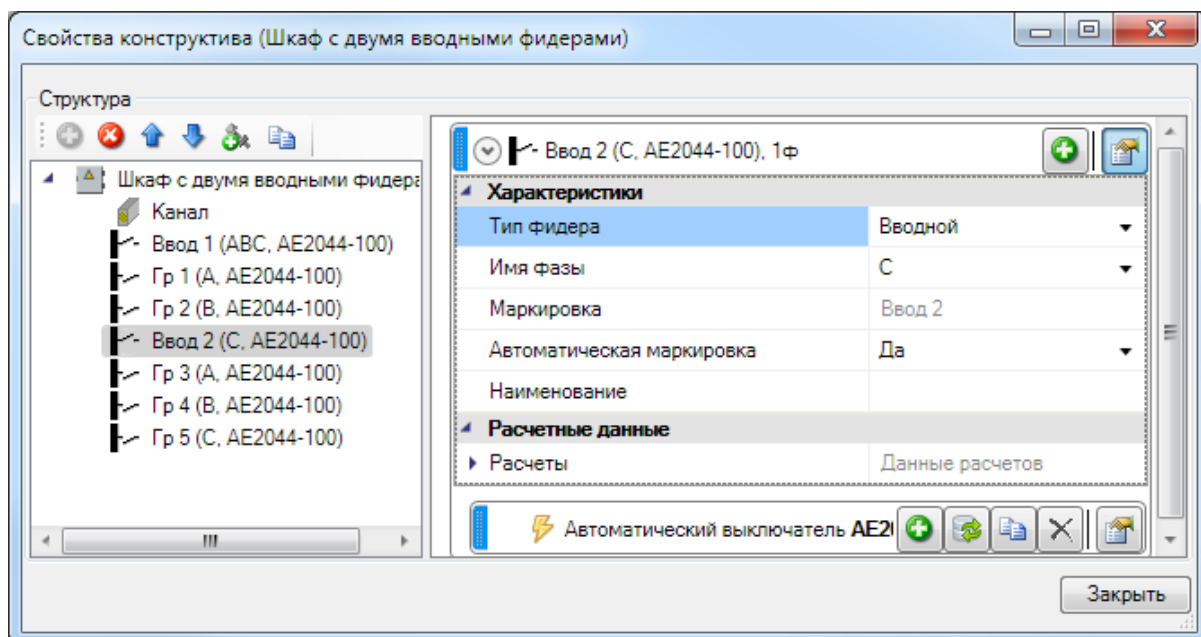 Свойства конструктива (Шкаф с двумя вводными фидерами)
Структура
Шкаф с двумя вводными фидера
Канал
Ввод 1 (ABC, AE2044-100)
Гр 1 (A, AE2044-100)
Гр 2 (B, AE2044-100)
Ввод 2 (C, AE2044-100)
Гр 3 (A, AE2044-100)
Гр 4 (B, AE2044-100)
Гр 5 (C, AE2044-100)
Ввод 2 (C, AE2044-100), 1ф
Характеристики
Тип фидера Вводной
Имя фазы C
Маркировка Ввод 2
Автоматическая маркировка Да
Наименование
Расчетные данные
Расчеты Данные расчетов
Автоматический выключатель AE2
Закрыть